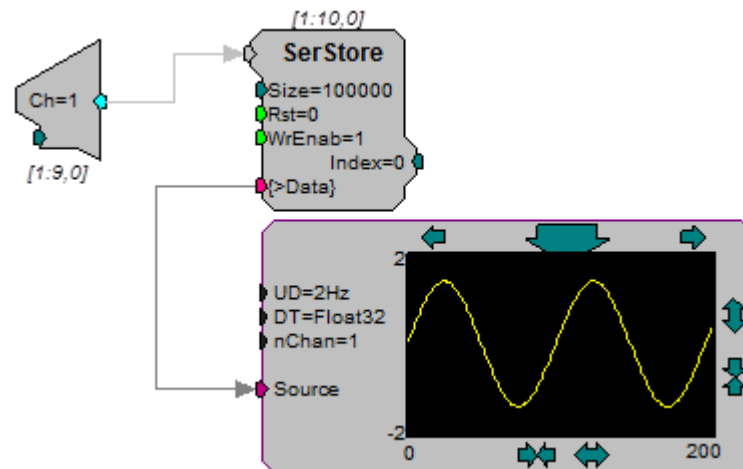 [1:10,0]
SerStore
Ch=1
Size=100000
Rst=0
WrEnab=1
Index=0
[1:9,0]
{>Data}
2
UD=2Hz
DT=Float32
nChan=1
Source
-2
0
200